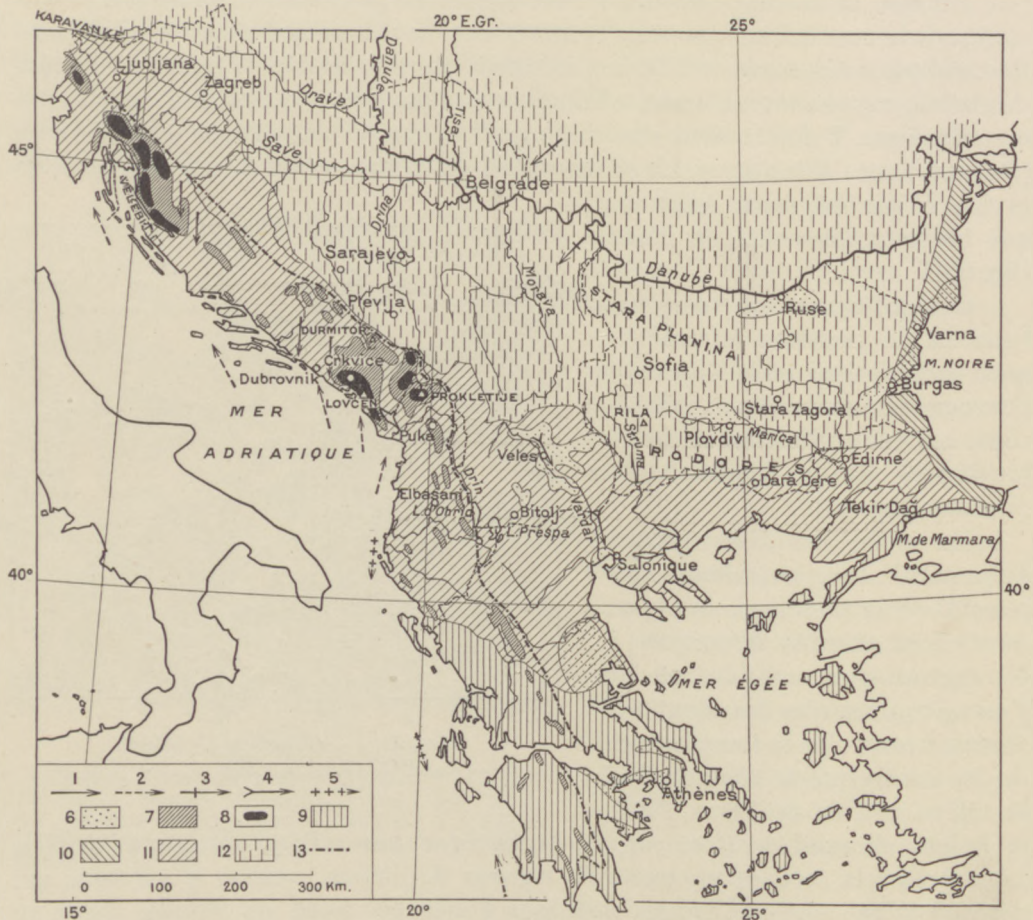 KARAVANKE
20° E.Gr.
25°
Ljubljana
Zagreb
Drave
Danube
Tisa
45°
Save
Belgrade
VELEBIT
Drina
Sarajevo
Morava
Danube
Plevlja
STARA PLANINA
Ruse
DURMITOR
Varna
Crkvice
Sofia
M. NOIRE
Dubrovnik
PROKLETIJE
Burgas
LOVĆEN
Stara Zagora
MER
ADRIATIQUE
RILA
Plovdiv
Marica
Puka
Struma
Veles
RODOPES
Edirne
Drin
Dara Dere
Elbasam
L. d'Ohrid
Bitolj
Vardar
Tekir Dağ
L. Prespa
M. de Marmara
Salonique
40°
40°
MER ÉGÉE
Athènes
1 2 3 4 5
6 7 8 9
10 11 12 13
0 100 200 300 Km.
15°
20°
25°